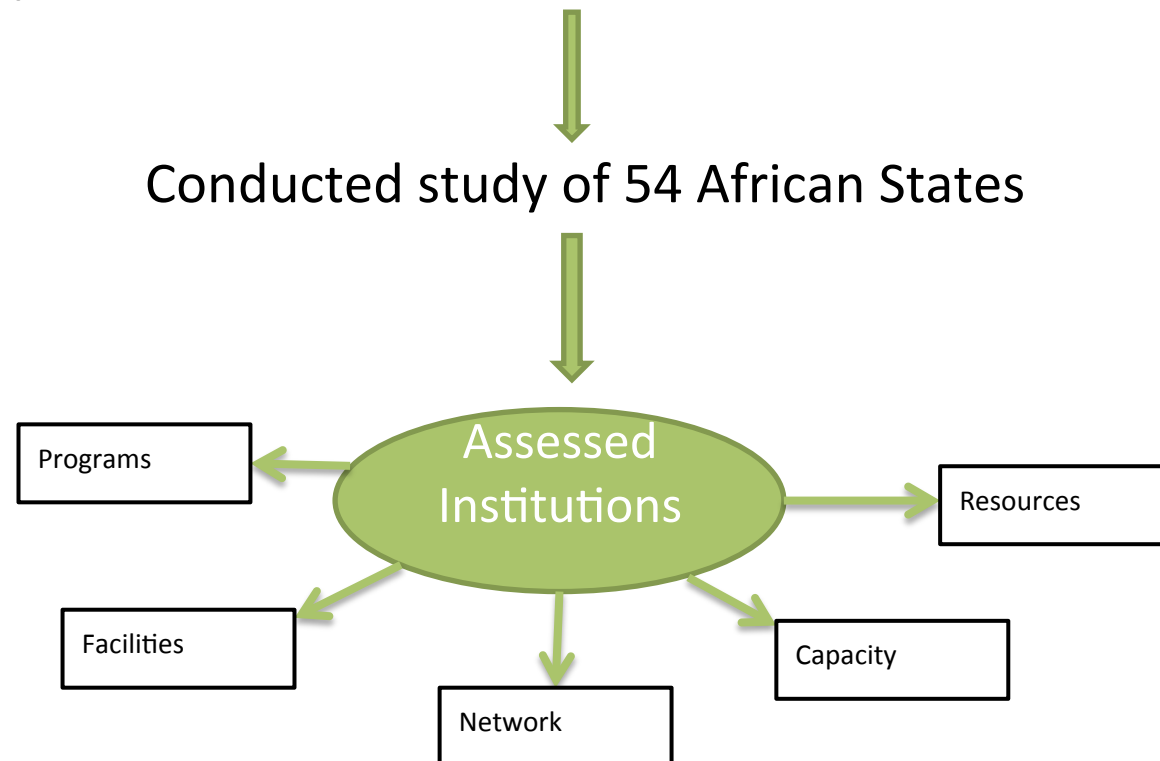 Conducted study of 54 African States
Assessed
Institutions
Programs
Resources
Facilities
Capacity
Network